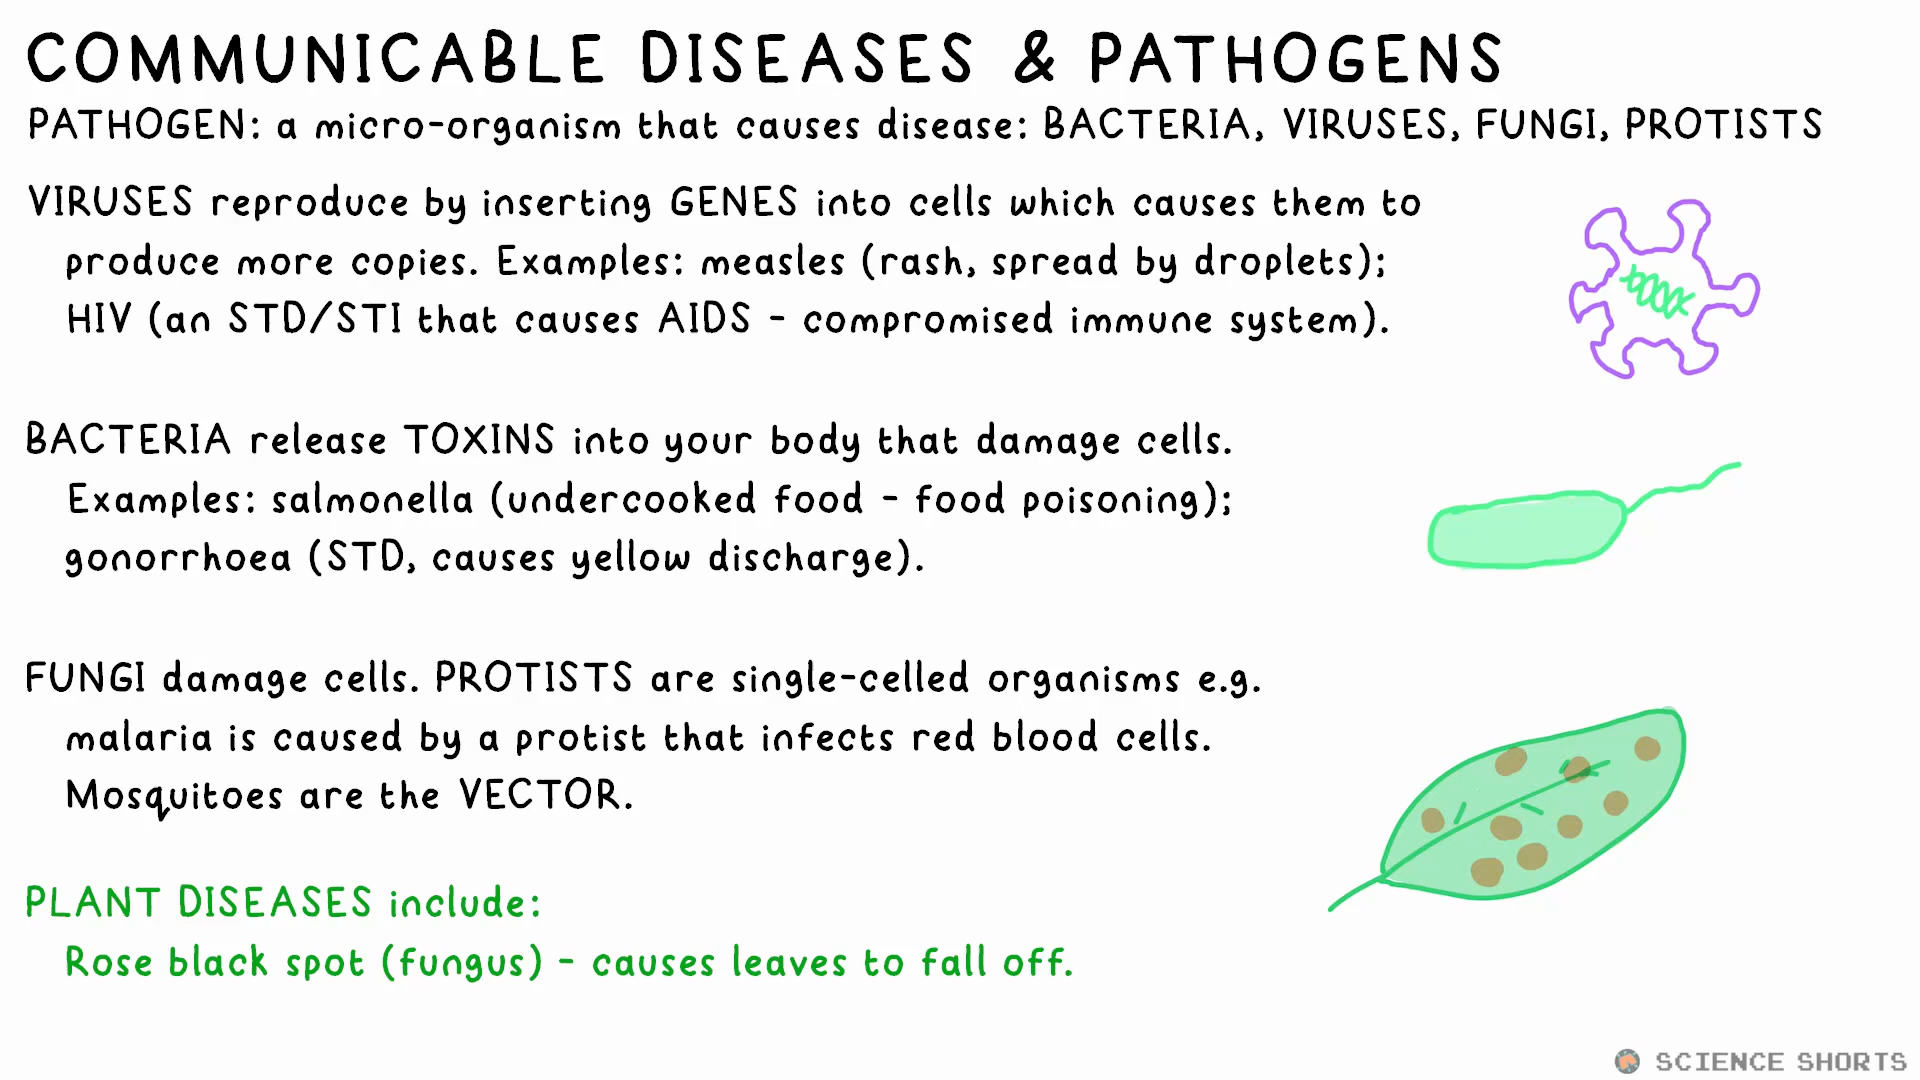 COMMUNICABLE DISEASES & PATHOGENS
PATHOGEN: a micro-organism that causes disease: BACTERIA, VIRUSES, FUNGI, PROTISTS
VIRUSES reproduce by inserting GENES into cells which causes them to
produce more copies. Examples: measles (rash, spread by droplets);
HIV (an STD/STI that causes AIDS - compromised immune system).
BACTERIA release TOXINS into your body that damage cells.
Examples: salmonella (undercooked food - food poisoning);
gonorrhoea (STD, causes yellow discharge).
FUNGI damage cells. PROTISTS are single-celled organisms e.g.
malaria is caused by a protist that infects red blood cells.
Mosquitoes are the VECTOR.
PLANT DISEASES include:
Rose black spot (fungus) - causes leaves to fall off.
SCIENCE SHORTS